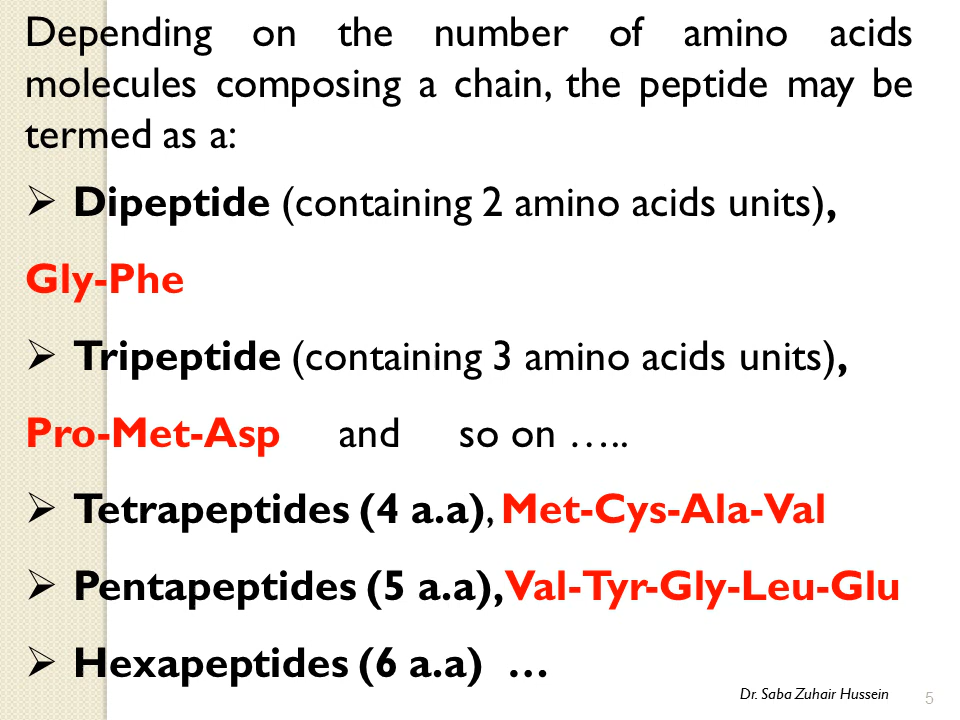 Depending on the number of amino acids
molecules composing a chain, the peptide may be
termed as a:
➢ Dipeptide (containing 2 amino acids units),
Gly-Phe
➢ Tripeptide (containing 3 amino acids units),
Pro-Met-Asp and so on …..
➢ Tetrapeptides (4 a.a), Met-Cys-Ala-Val
➢ Pentapeptides (5 a.a), Val-Tyr-Gly-Leu-Glu
➢ Hexapeptides (6 a.a) …
Dr. Saba Zuhair Hussein 5